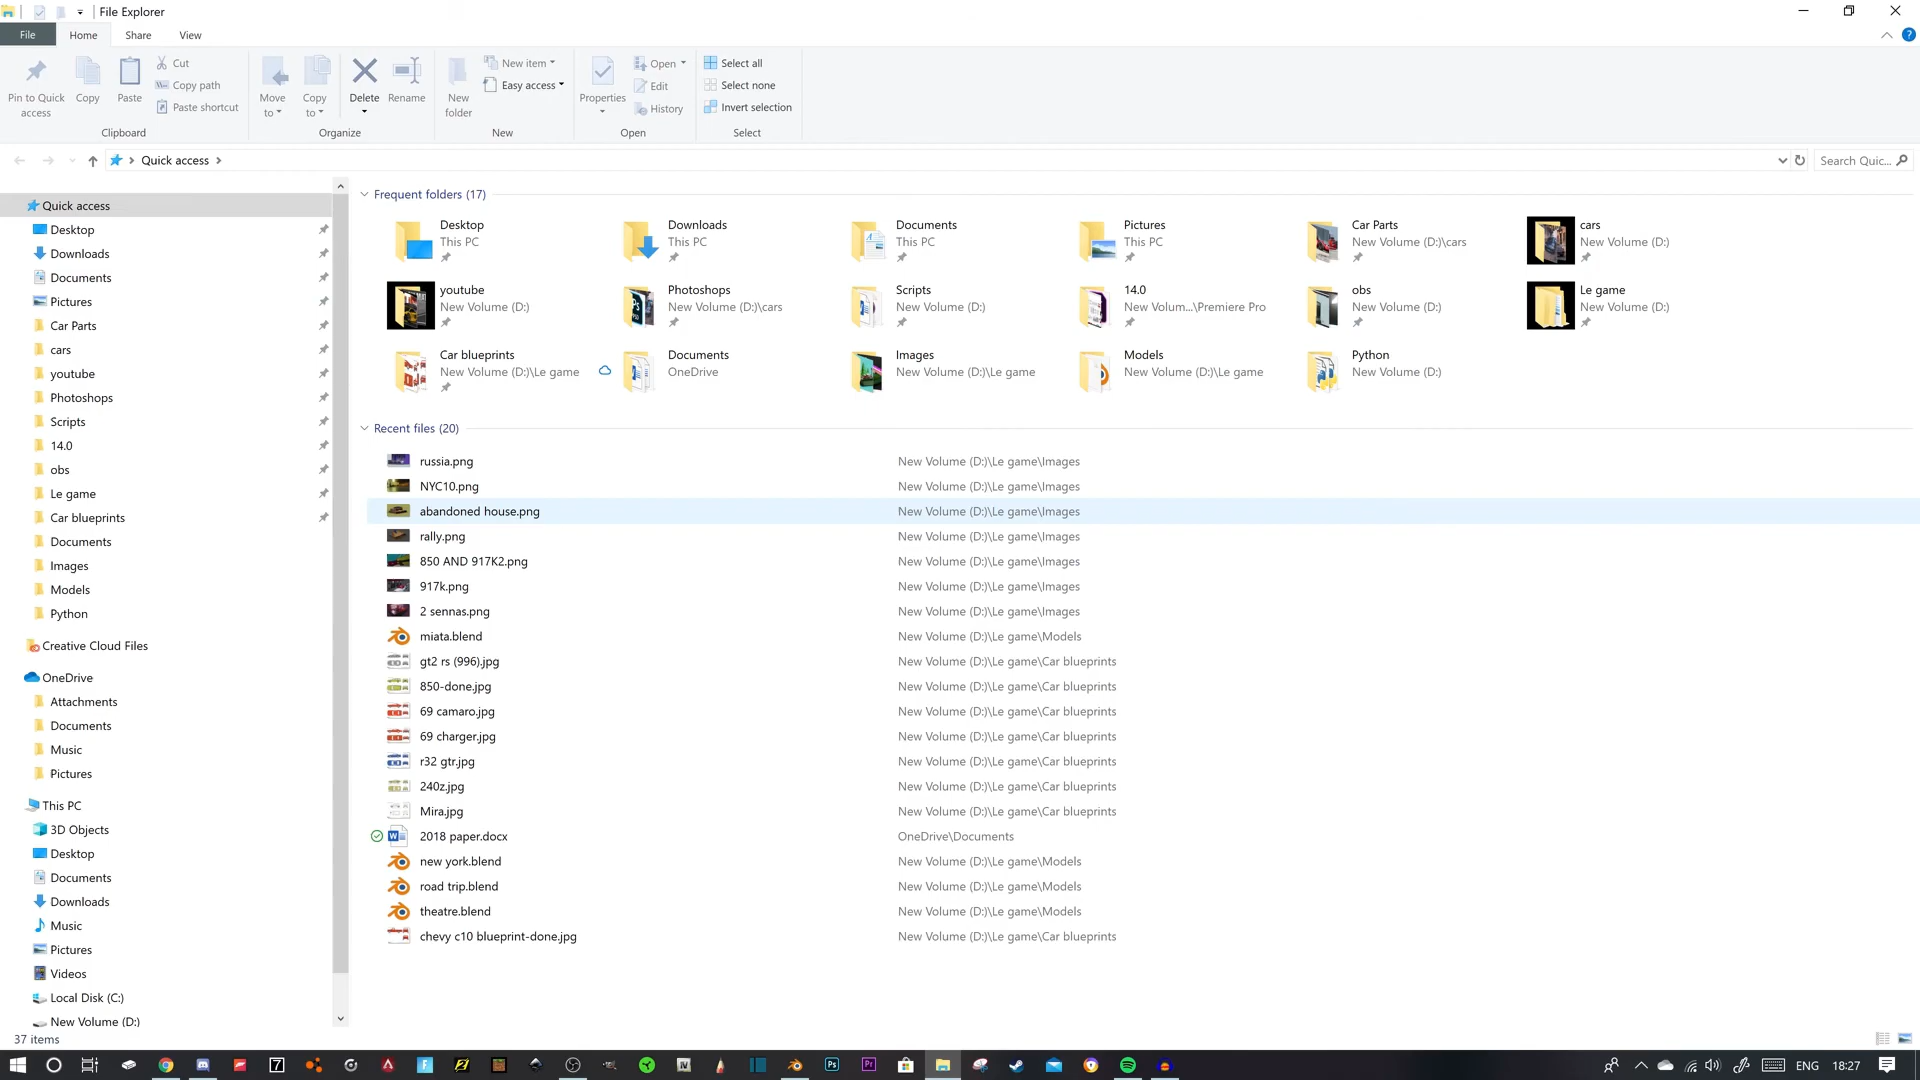 File Explorer
File Home Share View
Pin to Quick access
Copy
Paste
Cut
Copy path
Paste shortcut
Clipboard
Move to
Copy to
Delete
Rename
Organize
New folder
New item
Easy access
New
Properties
Open
Edit
History
Open
Select all
Select none
Invert selection
Select
Quick access
Search Quic...
Quick access
Desktop
Downloads
Documents
Pictures
Car Parts
cars
youtube
Photoshops
Scripts
14.0
obs
Le game
Car blueprints
Documents
Images
Models
Python
Creative Cloud Files
OneDrive
Attachments
Documents
Music
Pictures
This PC
3D Objects
Desktop
Documents
Downloads
Music
Pictures
Videos
Local Disk (C:)
New Volume (D:)
Frequent folders (17)
Desktop
This PC
Downloads
This PC
Documents
This PC
Pictures
This PC
Car Parts
New Volume (D:)\cars
cars
New Volume (D:)
youtube
New Volume (D:)
Photoshops
New Volume (D:)\cars
Scripts
New Volume (D:)
14.0
New Volum...\Premiere Pro
obs
New Volume (D:)
Le game
New Volume (D:)
Car blueprints
New Volume (D:)\Le game
Documents
OneDrive
Images
New Volume (D:)\Le game
Models
New Volume (D:)\Le game
Python
New Volume (D:)
Recent files (20)
russia.png New Volume (D:)\Le game\Images
NYC10.png New Volume (D:)\Le game\Images
abandoned house.png New Volume (D:)\Le game\Images
rally.png New Volume (D:)\Le game\Images
850 AND 917K2.png New Volume (D:)\Le game\Images
917k.png New Volume (D:)\Le game\Images
2 sennas.png New Volume (D:)\Le game\Images
miata.blend New Volume (D:)\Le game\Models
gt2 rs (996).jpg New Volume (D:)\Le game\Car blueprints
850-done.jpg New Volume (D:)\Le game\Car blueprints
69 camaro.jpg New Volume (D:)\Le game\Car blueprints
69 charger.jpg New Volume (D:)\Le game\Car blueprints
r32 gtr.jpg New Volume (D:)\Le game\Car blueprints
240z.jpg New Volume (D:)\Le game\Car blueprints
Mira.jpg New Volume (D:)\Le game\Car blueprints
2018 paper.docx OneDrive\Documents
new york.blend New Volume (D:)\Le game\Models
road trip.blend New Volume (D:)\Le game\Models
theatre.blend New Volume (D:)\Le game\Models
chevy c10 blueprint-done.jpg New Volume (D:)\Le game\Car blueprints
37 items
ENG 18:27